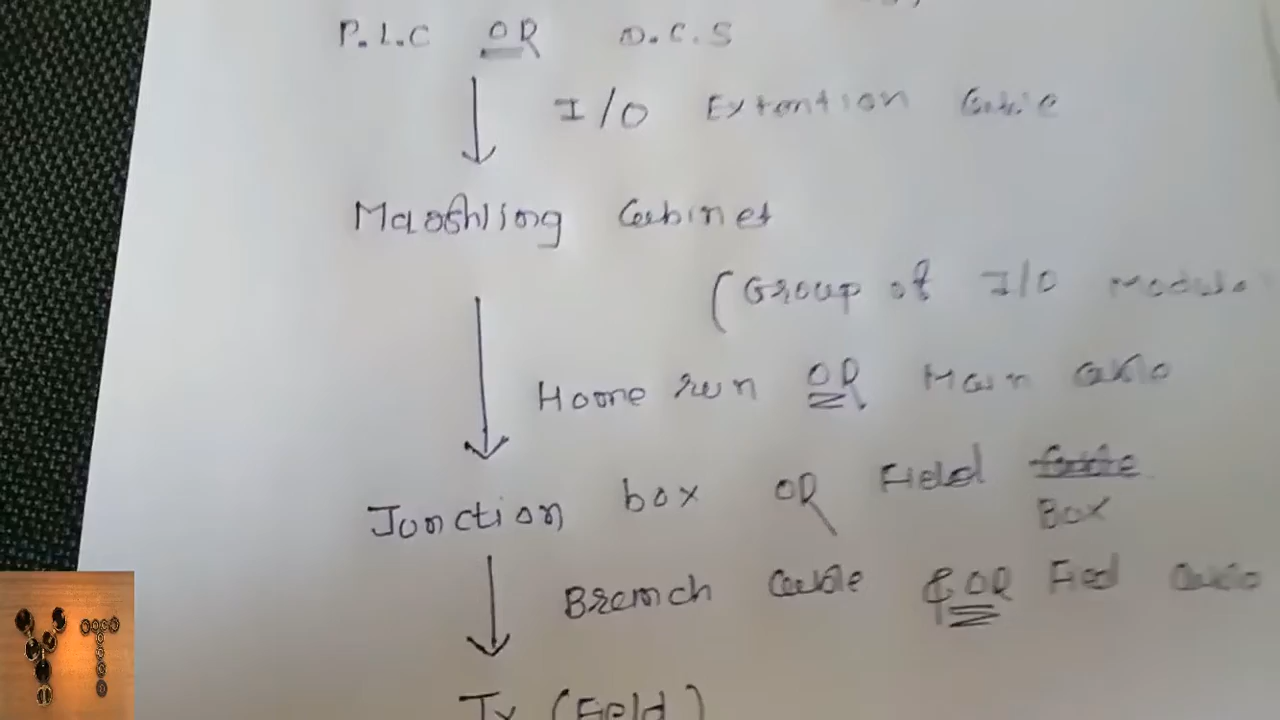 P.L.C OR D.C.S
I/O Extention Cable
Marshling Cabinet
(Group of I/O Module
Home run OR Main cable
Junction box OR Field
Box
Branch Cable OR Field Cable
Tx (Field)
YT